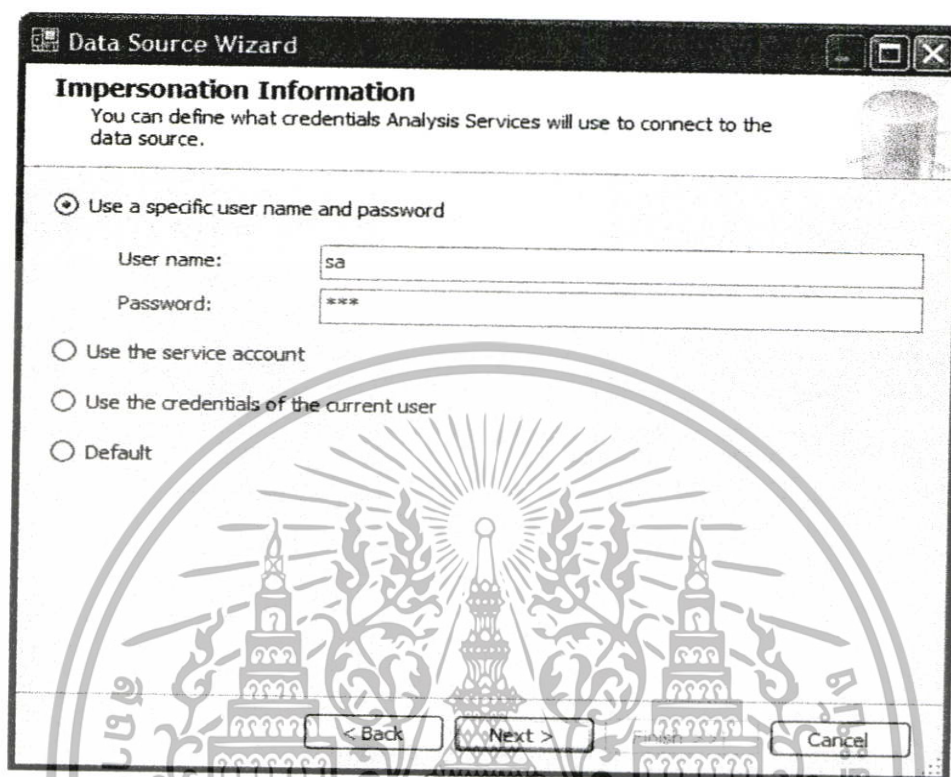 Data Source Wizard
Impersonation Information
You can define what credentials Analysis Services will use to connect to the
data source.
Use a specific user name and password
User name: sa
Password: ***
Use the service account
Use the credentials of the current user
Default
< Back Next > Finish >>| Cancel